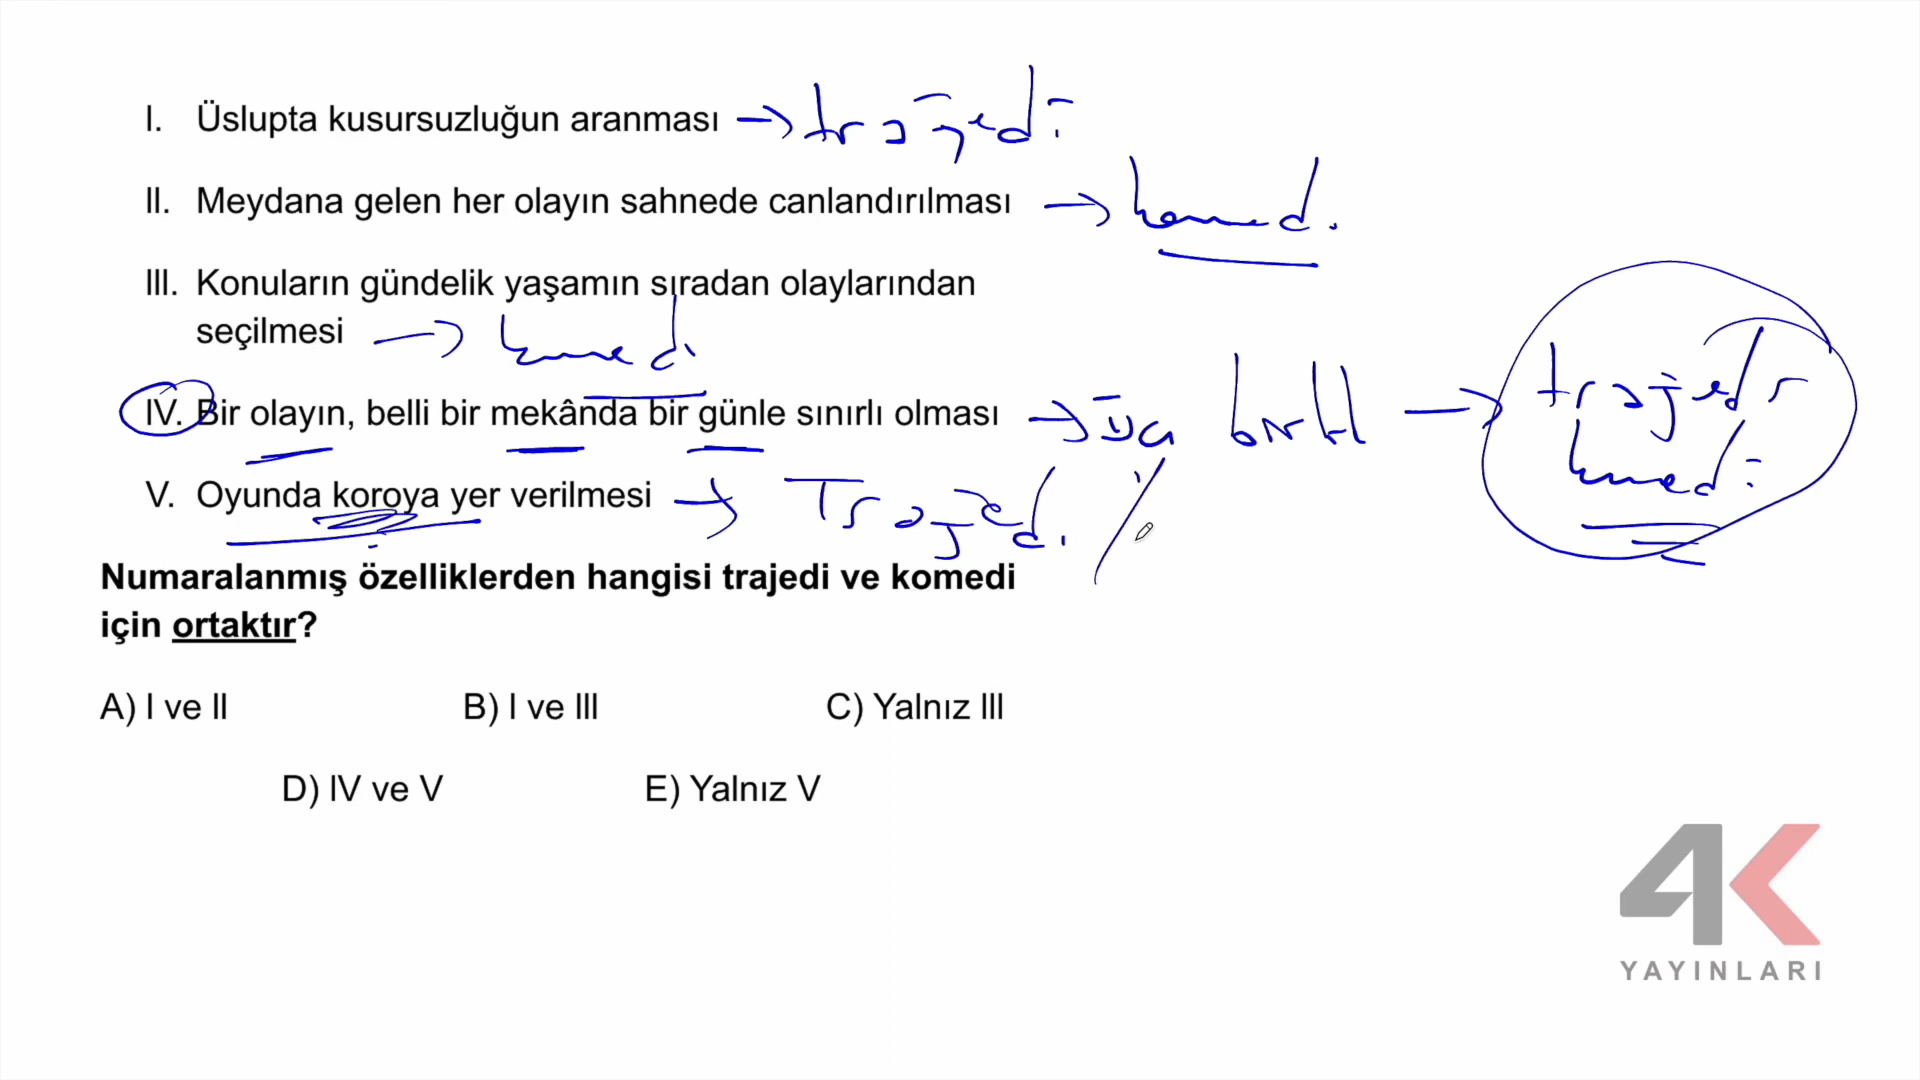 I. Üslupta kusursuzluğun aranması → trajedi
II. Meydana gelen her olayın sahnede canlandırılması → komedi
III. Konuların gündelik yaşamın sıradan olaylarından
seçilmesi → komedi
IV. Bir olayın, belli bir mekânda bir günle sınırlı olması → üç birlik → trajedi
komedi
V. Oyunda koroya yer verilmesi → Trajedi /
Numaralanmış özelliklerden hangisi trajedi ve komedi
için ortaktır?
A) I ve II B) I ve III C) Yalnız III
D) IV ve V E) Yalnız V
4K
YAYINLARI